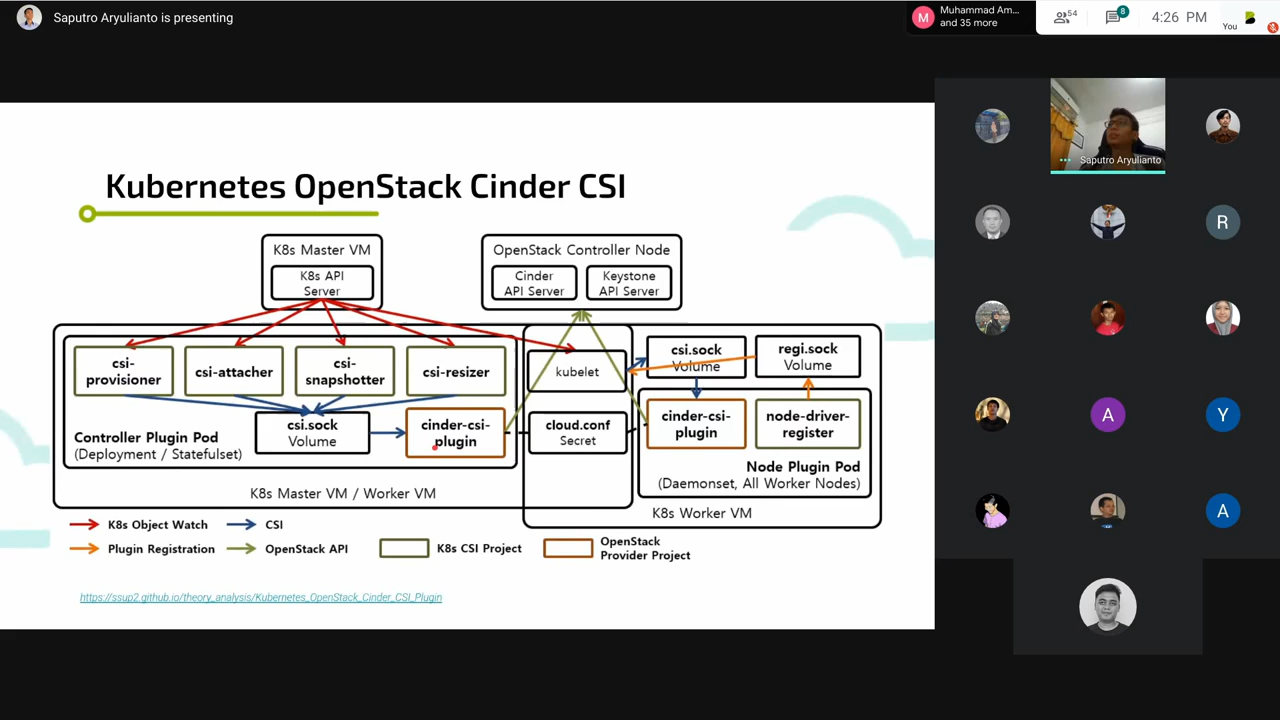 Saputro Aryulianto is presenting
Muhammad Am...
and 35 more
54
8
4:26 PM
You
Saputro Aryulianto
R
A
Y
A
Kubernetes OpenStack Cinder CSI
K8s Master VM
K8s API
Server
OpenStack Controller Node
Cinder
API Server
Keystone
API Server
csi-
provisioner
csi-attacher
csi-
snapshotter
csi-resizer
kubelet
csi.sock
Volume
regi.sock
Volume
csi.sock
Volume
cinder-csi-
plugin
cloud.conf
Secret
cinder-csi-
plugin
node-driver-
register
Controller Plugin Pod
(Deployment / Statefulset)
Node Plugin Pod
(Daemonset, All Worker Nodes)
K8s Master VM / Worker VM
K8s Worker VM
K8s Object Watch
CSI
Plugin Registration
OpenStack API
K8s CSI Project
OpenStack
Provider Project
https://ssup2.github.io/theory_analysis/Kubernetes_OpenStack_Cinder_CSI_Plugin